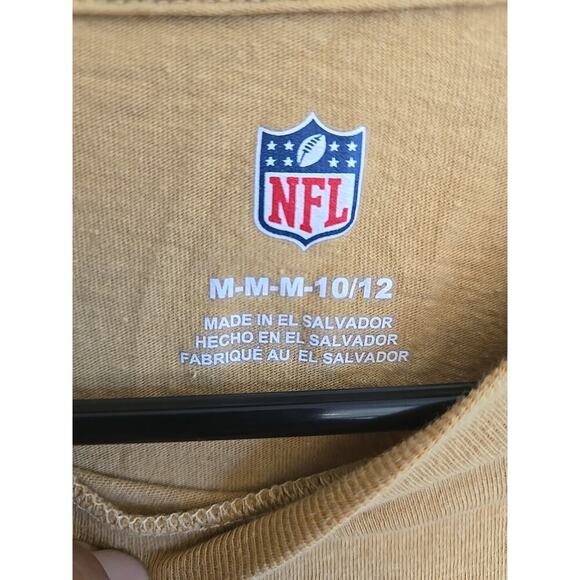 NFL
M-M-M-10/12
MADE IN EL SALVADOR
HECHO EN EL SALVADOR
FABRIQUÉ AU EL SALVADOR